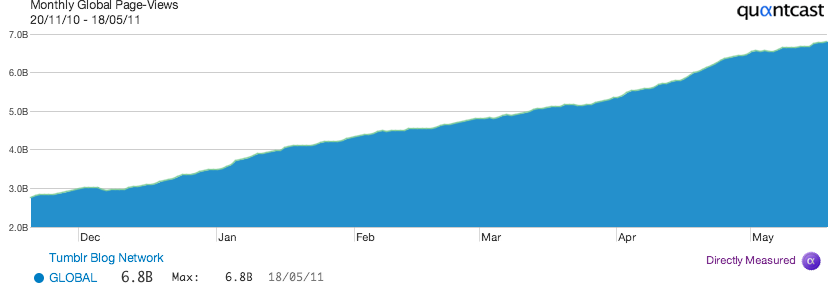 Monthly Global Page-Views
quantcast
20/11/10 - 18/05/11
7.0B
6.0B
5.0B
4.0B
3.0B
2.0B
Dec Jan Feb Mar Apr May
Tumblr Blog Network
Directly Measured α
GLOBAL 6.8B Max: 6.8B 18/05/11